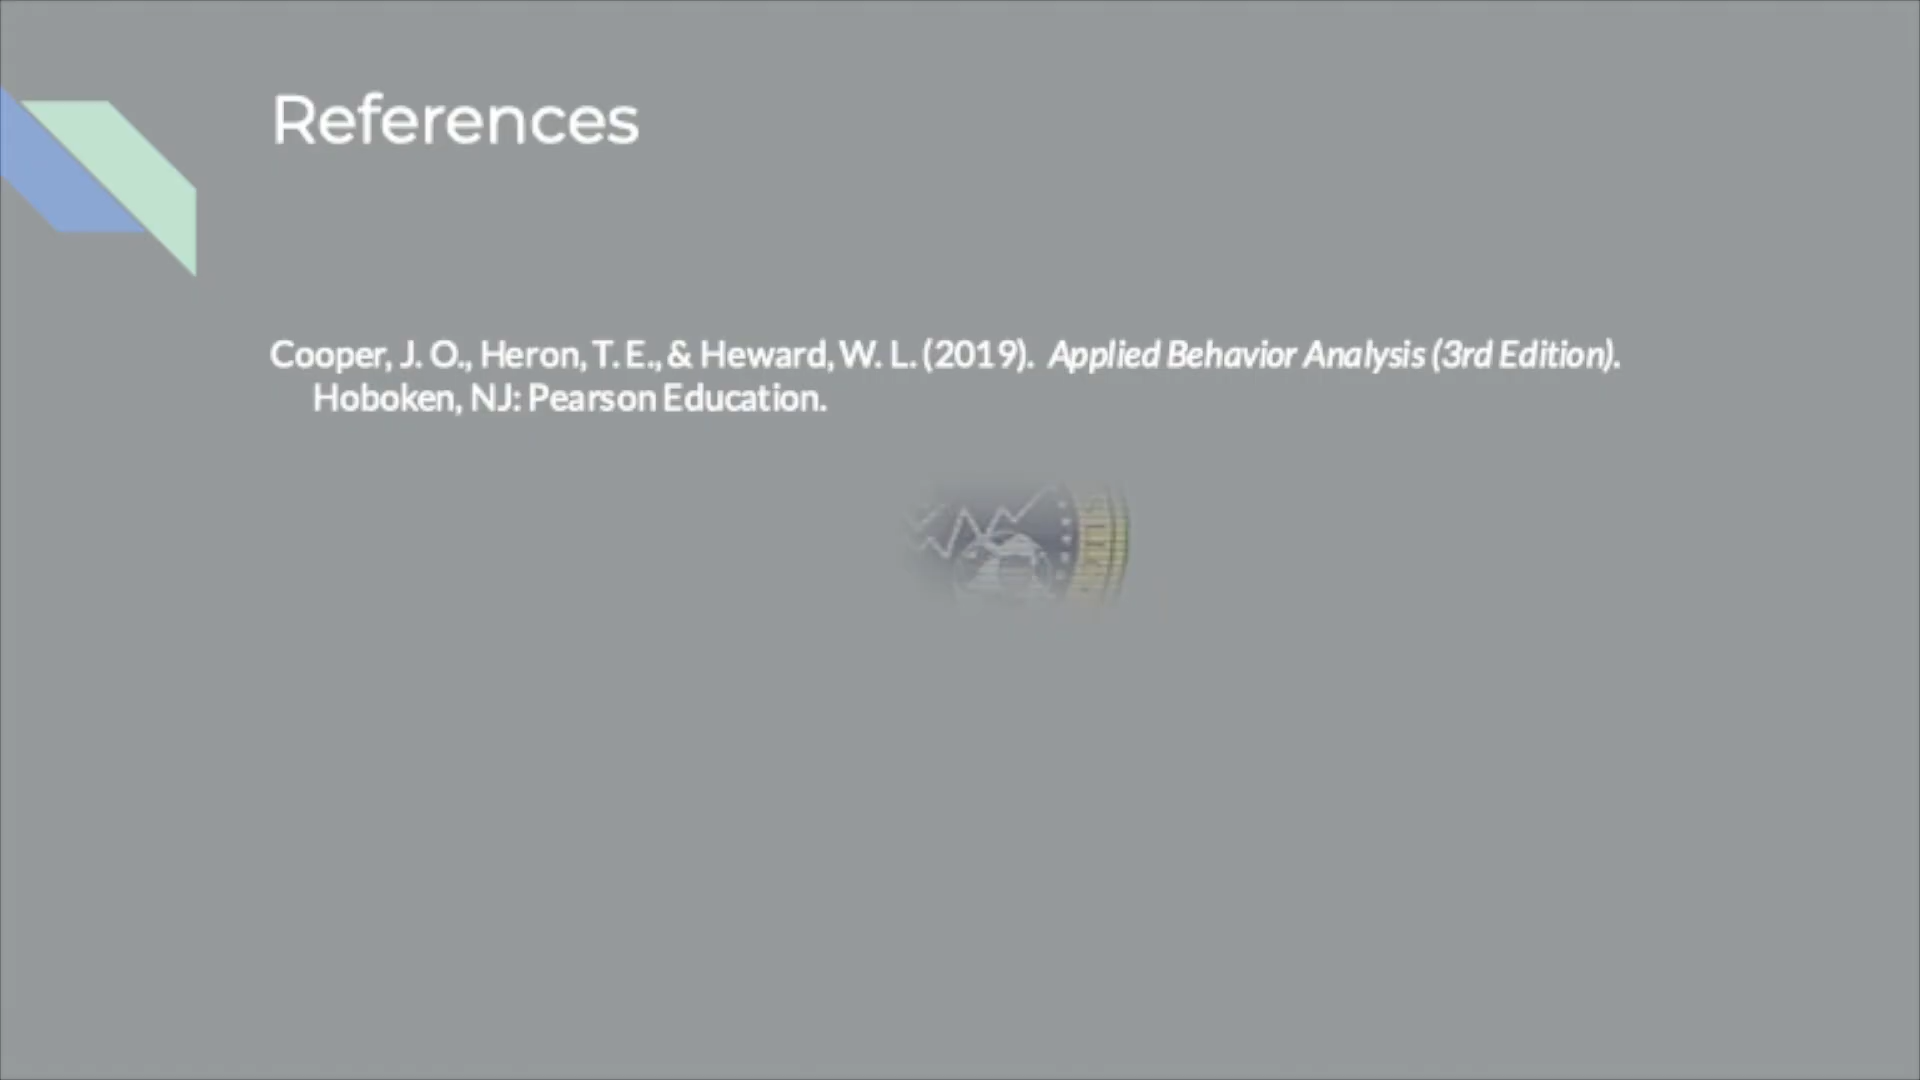 References
Cooper, J. O., Heron, T. E., & Heward, W. L. (2019). Applied Behavior Analysis (3rd Edition).
Hoboken, NJ: Pearson Education.